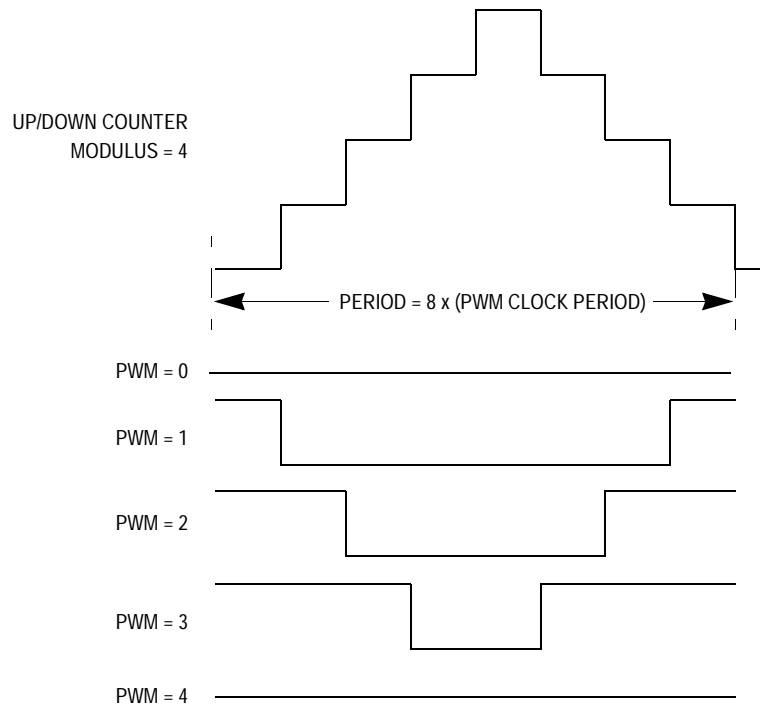 UP/DOWN COUNTER
MODULUS = 4
PERIOD = 8 x (PWM CLOCK PERIOD)
PWM = 0
PWM = 1
PWM = 2
PWM = 3
PWM = 4